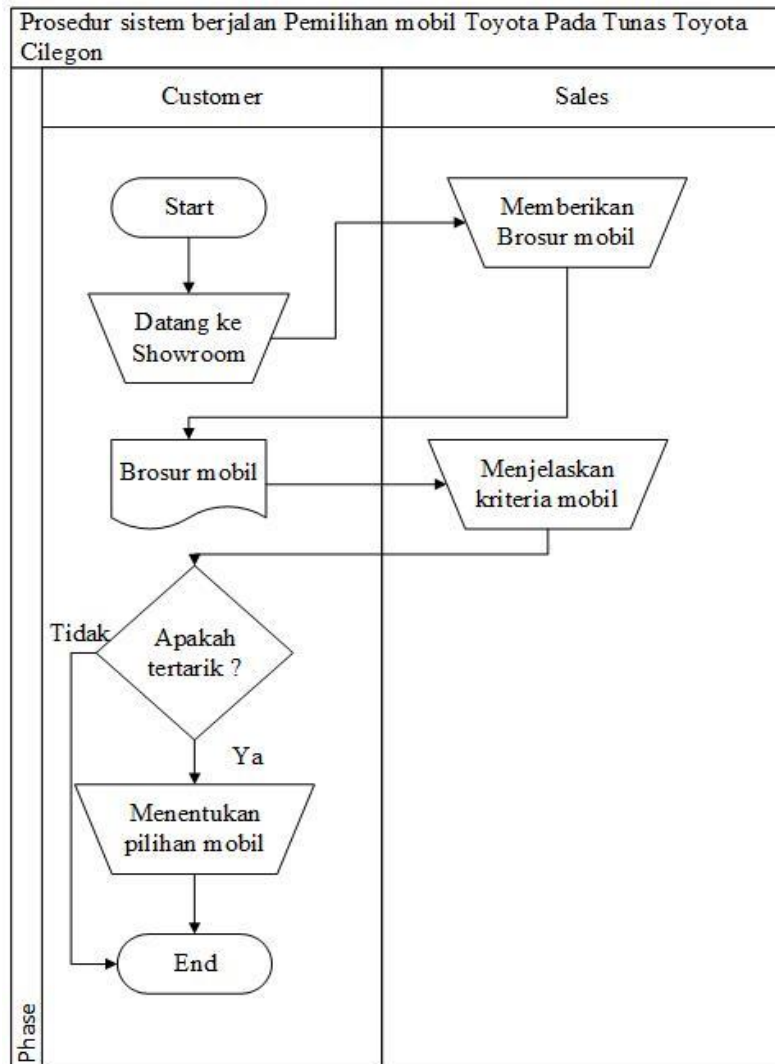 Prosedur sistem berjalan Pemilihan mobil Toyota Pada Tunas Toyota
Cilegon
Customer
Sales
Start
Memberikan
Brosur mobil
Datang ke
Showroom
Brosur mobil
Menjelaskan
kriteria mobil
Tidak
Apakah
tertarik ?
Ya
Menentukan
pilihan mobil
End
Phase